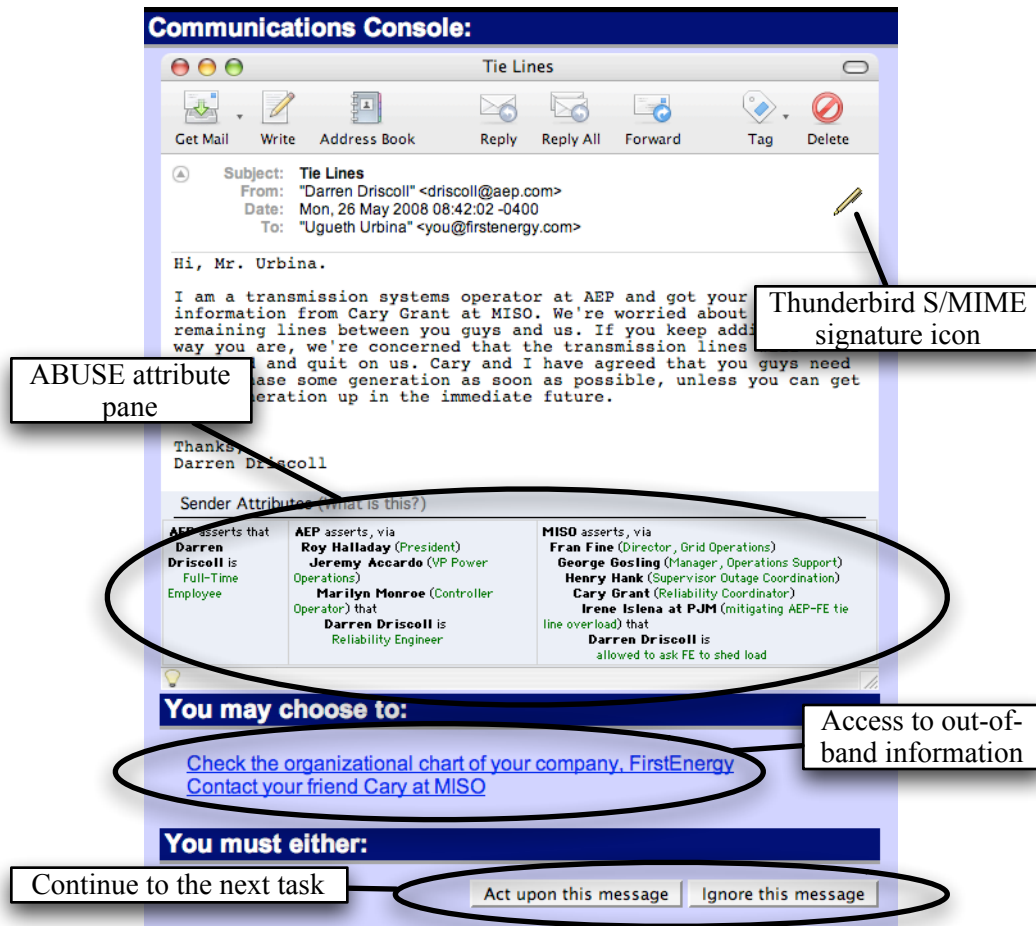 Communications Console:
Tie Lines
Get Mail Write Address Book Reply Reply All Forward Tag Delete
Subject: Tie Lines
From: "Darren Driscoll" <driscoll@aep.com>
Date: Mon, 26 May 2008 08:42:02 -0400
To: "Ugueth Urbina" <you@firstenergy.com>
Hi, Mr. Urbina.
Thunderbird S/MIME
signature icon
I am a transmission systems operator at AEP and got your
information from Cary Grant at MISO. We're worried about
remaining lines between you guys and us. If you keep
way you are, we're concerned that the transmission lines
and quit on us. Cary and I have agreed that you guys need
some generation as soon as possible, unless you can get
up in the immediate future.
ABUSE attribute
pane
Thanks,
Darren Driscoll
Sender Attributes (What is this?)
AEP asserts that
Darren
Driscoll is
Full-Time
Employee
AEP asserts, via
Roy Halladay (President)
Jeremy Accardo (VP Power
Operations)
Marilyn Monroe (Controller
Operator) that
Darren Driscoll is
Reliability Engineer
MISO asserts, via
Fran Fine (Director, Grid Operations)
George Gosling (Manager, Operations Support)
Henry Hank (Supervisor Outage Coordination)
Cary Grant (Reliability Coordinator)
Irene Islena at PJM (mitigating AEP-FE tie
line overload) that
Darren Driscoll is
allowed to ask FE to shed load
You may choose to:
Access to out-of-
band information
Check the organizational chart of your company, FirstEnergy
Contact your friend Cary at MISO
You must either:
Continue to the next task
Act upon this message Ignore this message